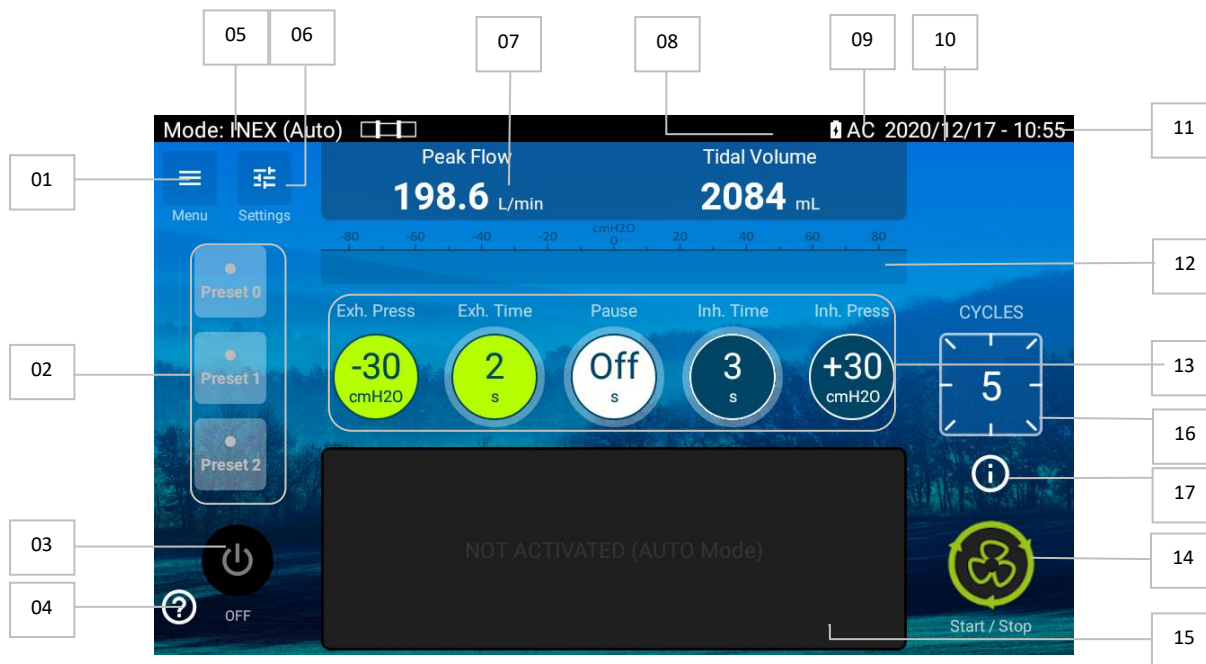 05
06
07
08
09
10
Mode: INEX (Auto)
AC 2020/12/17 - 10:55
11
01
Menu
Settings
Peak Flow
198.6 L/min
Tidal Volume
2084 mL
cmH2O
-80 -60 -40 -20 0 20 40 60 80
12
02
Preset 0
Preset 1
Preset 2
Exh. Press
Exh. Time
Pause
Inh. Time
Inh. Press
-30
cmH2O
2
s
Off
s
3
s
+30
cmH2O
13
CYCLES
5
16
17
03
OFF
04
NOT ACTIVATED (AUTO Mode)
14
Start / Stop
15